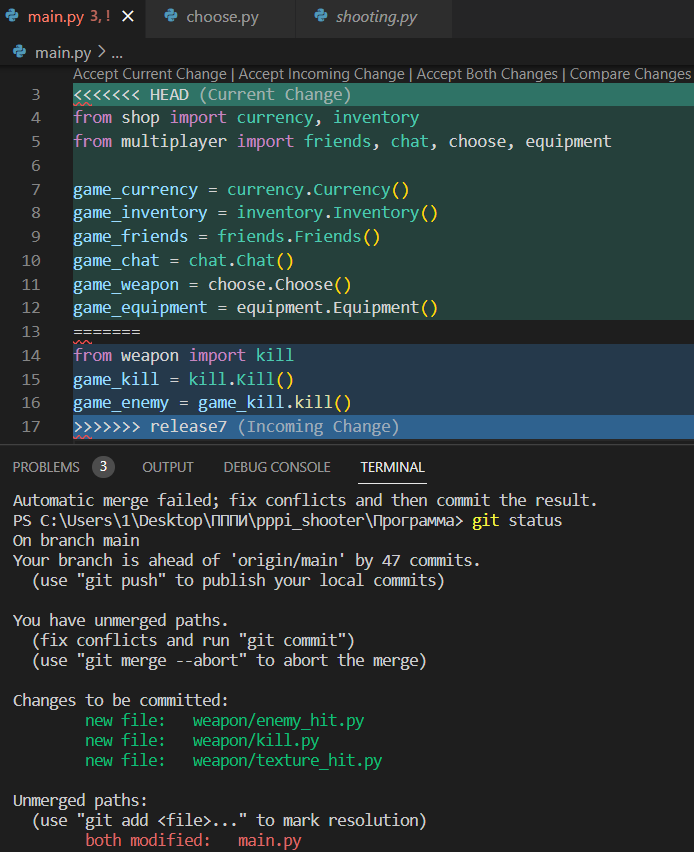 main.py 3, ! × choose.py shooting.py
main.py > ...
Accept Current Change | Accept Incoming Change | Accept Both Changes | Compare Changes
3 <<<<<<< HEAD (Current Change)
4 from shop import currency, inventory
5 from multiplayer import friends, chat, choose, equipment
6
7 game_currency = currency.Currency()
8 game_inventory = inventory.Inventory()
9 game_friends = friends.Friends()
10 game_chat = chat.Chat()
11 game_weapon = choose.Choose()
12 game_equipment = equipment.Equipment()
13 =======
14 from weapon import kill
15 game_kill = kill.Kill()
16 game_enemy = game_kill.kill()
17 >>>>>>> release7 (Incoming Change)
PROBLEMS 3 OUTPUT DEBUG CONSOLE TERMINAL
Automatic merge failed; fix conflicts and then commit the result.
PS C:\Users\1\Desktop\ПППИ\pppi_shooter\Программа> git status
On branch main
Your branch is ahead of 'origin/main' by 47 commits.
  (use "git push" to publish your local commits)

You have unmerged paths.
  (fix conflicts and run "git commit")
  (use "git merge --abort" to abort the merge)

Changes to be committed:
        new file:   weapon/enemy_hit.py
        new file:   weapon/kill.py
        new file:   weapon/texture_hit.py

Unmerged paths:
  (use "git add <file>..." to mark resolution)
        both modified:   main.py